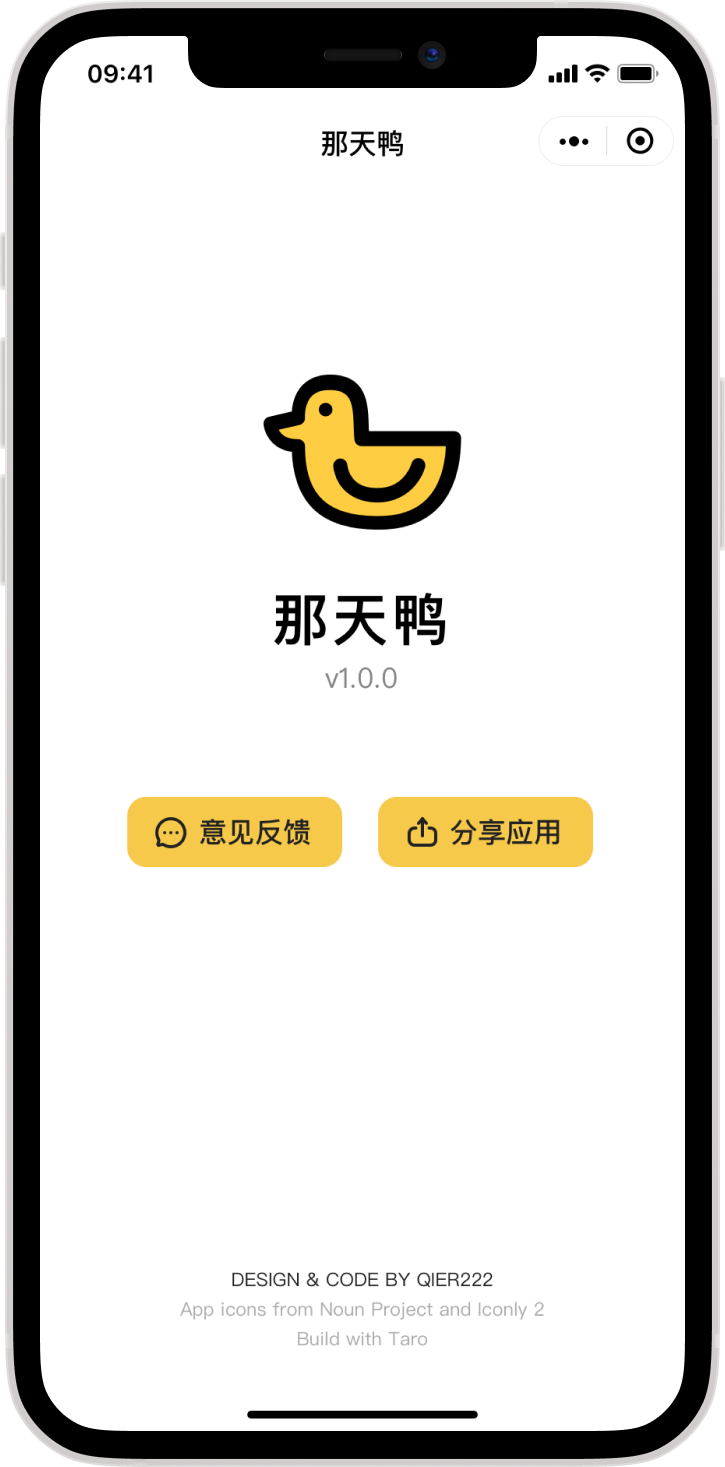 09:41
那天鸭
那天鸭
v1.0.0
意见反馈
分享应用
DESIGN & CODE BY QIER222
App icons from Noun Project and Iconly 2
Build with Taro